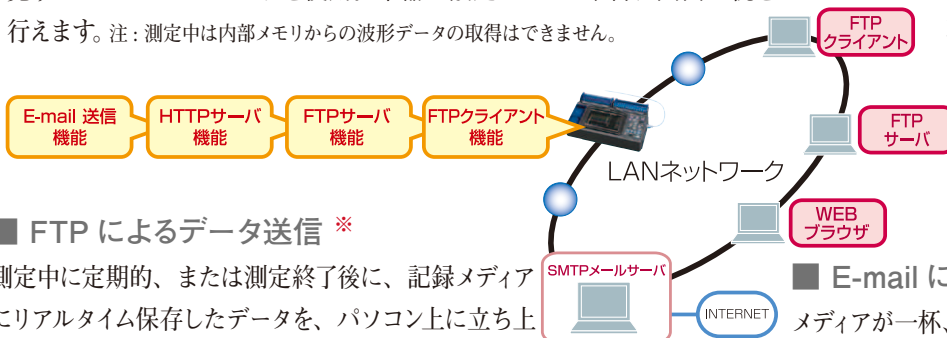 行えます。注：測定中は内部メモリからの波形データの取得はできません。
FTP
クライアント
E-mail 送信
機能
HTTPサーバ
機能
FTPサーバ
機能
FTPクライアント
機能
FTP
サーバ
LANネットワーク
WEB
ブラウザ
■ FTP によるデータ送信 ※
測定中に定期的、または測定終了後に、記録メディア
にリアルタイム保存したデータを、パソコン上に立ち上
SMTPメールサーバ
INTERNET
■ E-mail に
メディアが一杯、